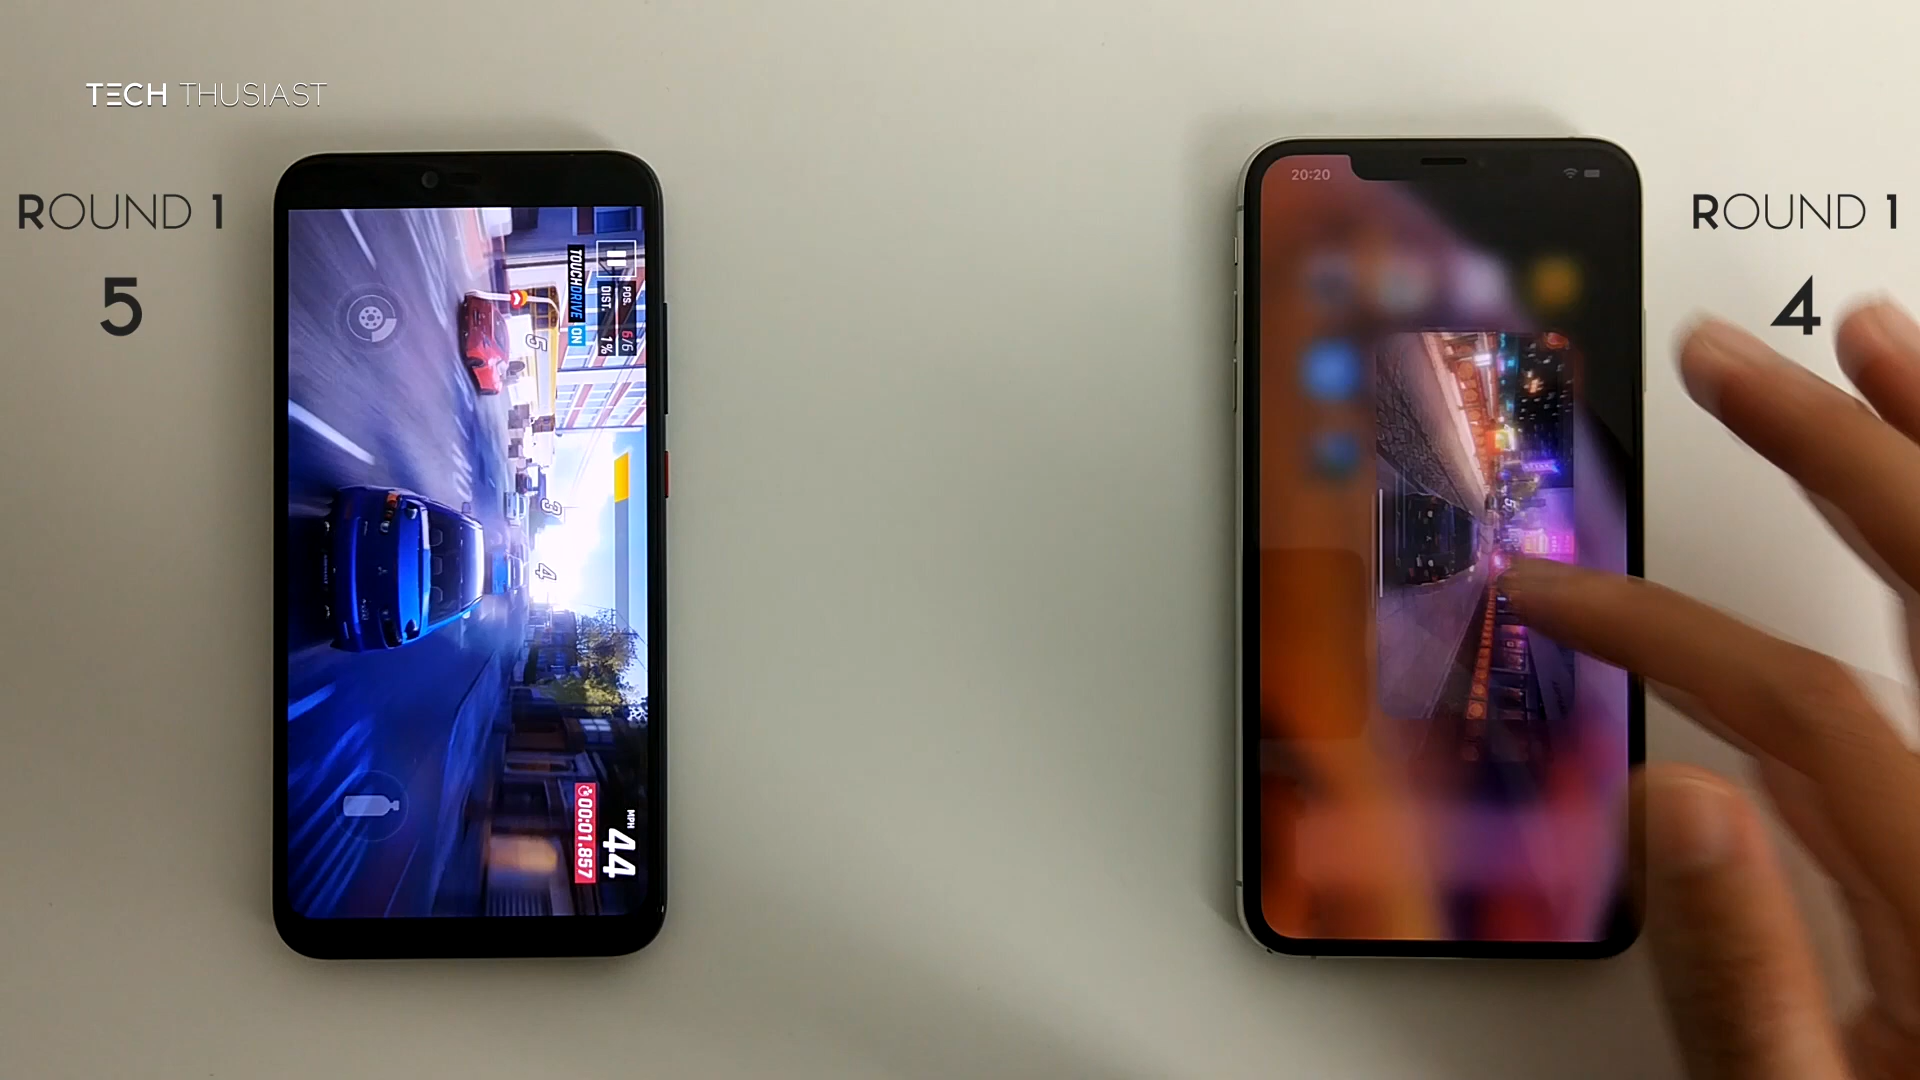 TECH THUSIAST
ROUND 1
5
TOUCHDRIVE ON
POS. 6/6
DIST. 1%
5
3
4
MPH
44
00:01.857
20:20
ROUND 1
4